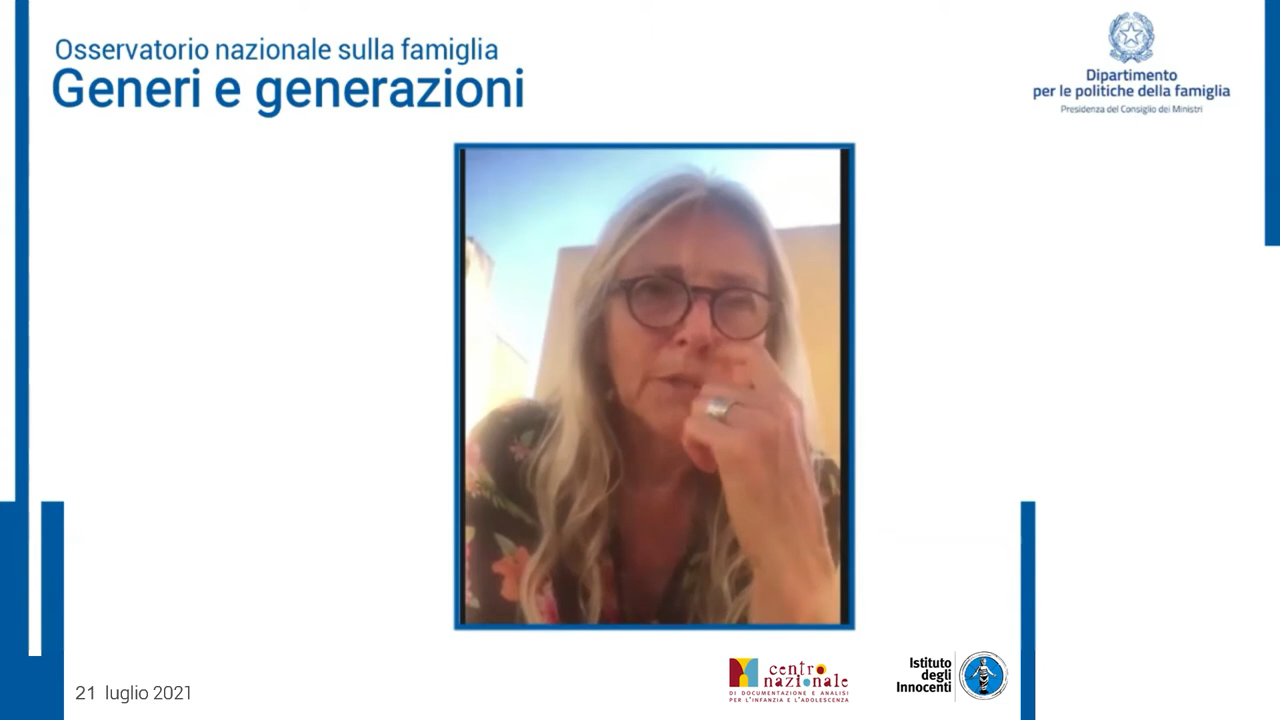 Osservatorio nazionale sulla famiglia
Generi e generazioni
Dipartimento
per le politiche della famiglia
Presidenza del Consiglio dei Ministri
21 luglio 2021
centro
nazionale
DI DOCUMENTAZIONE E ANALISI
PER L'INFANZIA E L'ADOLESCENZA
Istituto
degli
Innocenti